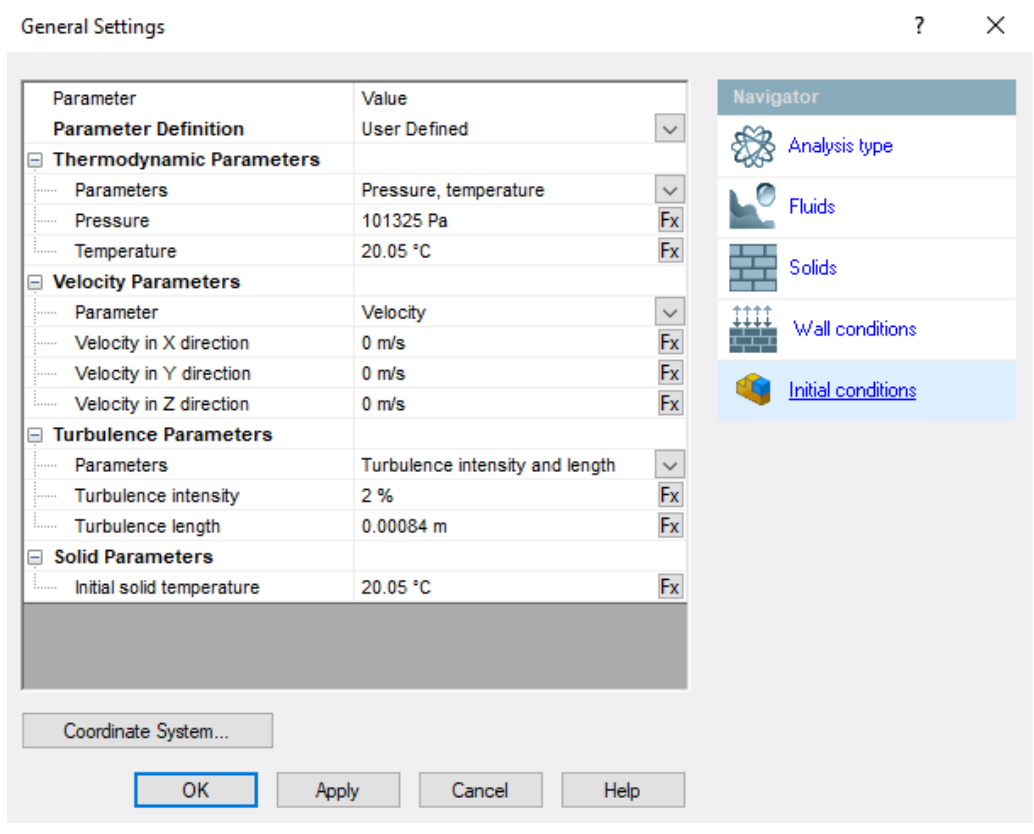 General Settings
?
Parameter Value
Parameter Definition User Defined
Thermodynamic Parameters
Parameters Pressure, temperature
Pressure 101325 Pa Fx
Temperature 20.05 °C Fx
Velocity Parameters
Parameter Velocity
Velocity in X direction 0 m/s Fx
Velocity in Y direction 0 m/s Fx
Velocity in Z direction 0 m/s Fx
Turbulence Parameters
Parameters Turbulence intensity and length
Turbulence intensity 2 % Fx
Turbulence length 0.00084 m Fx
Solid Parameters
Initial solid temperature 20.05 °C Fx
Navigator
Analysis type
Fluids
Solids
Wall conditions
Initial conditions
Coordinate System...
OK Apply Cancel Help